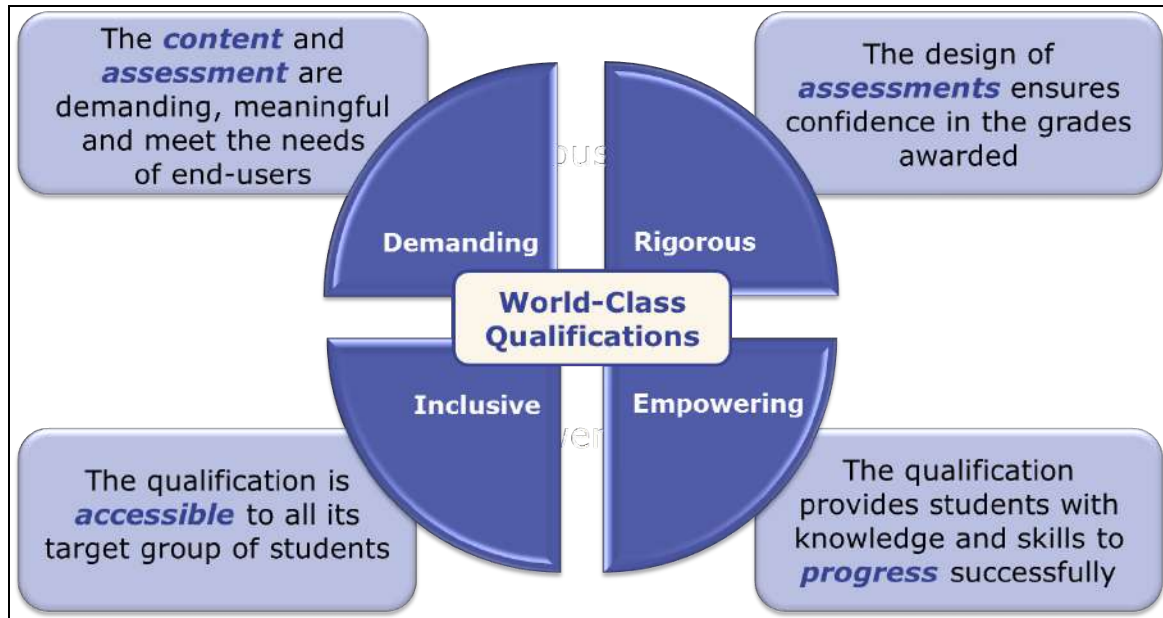 The content and
assessment are
demanding, meaningful
and meet the needs
of end-users
The design of
assessments ensures
confidence in the grades
awarded
Demanding
Rigorous
World-Class
Qualifications
Inclusive
Empowering
The qualification is
accessible to all its
target group of students
The qualification
provides students with
knowledge and skills to
progress successfully